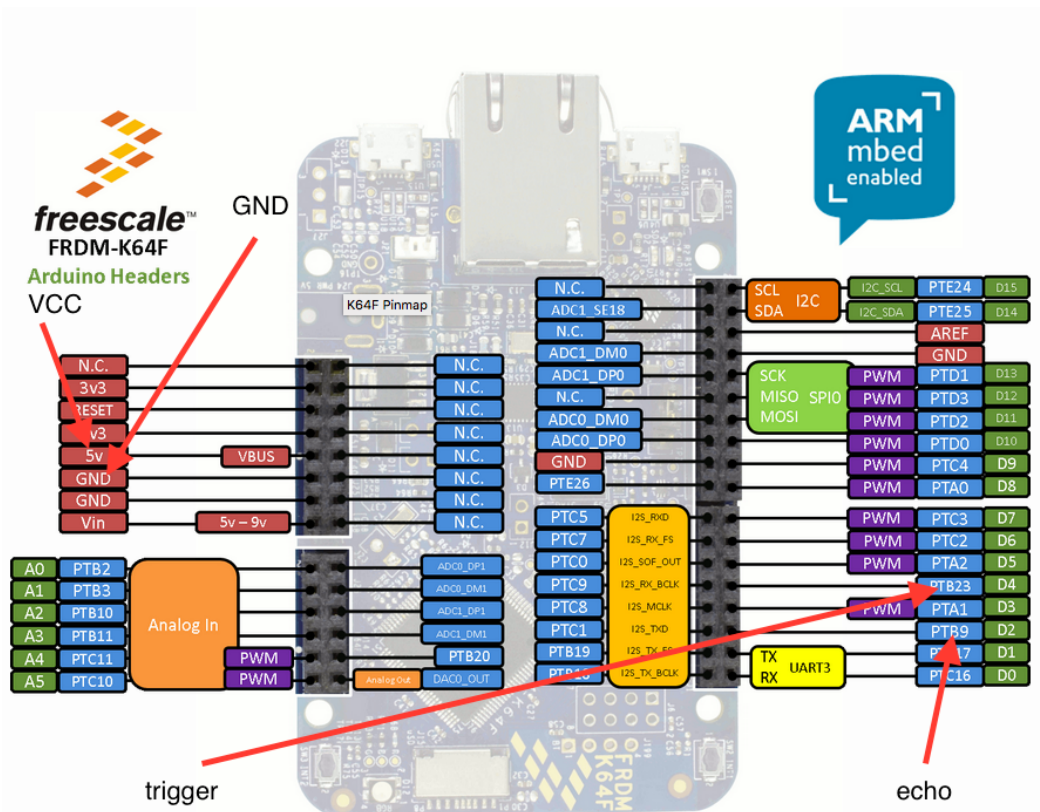 ARM
mbed
enabled
freescale™
FRDM-K64F
Arduino Headers
GND
VCC
K64F Pinmap
N.C.
3v3
RESET
5v VBUS
GND
GND
Vin 5v – 9v
N.C.
N.C.
N.C.
N.C.
N.C.
N.C.
N.C.
N.C.
A0 PTB2
A1 PTB3
A2 PTB10
A3 PTB11
A4 PTC11
A5 PTC10
Analog In
PWM
PWM
ADC0_DP1
ADC0_DM1
ADC1_DP1
ADC1_DM1
PTB20
Analog Out DAC0_OUT
N.C.
ADC1_SE18
N.C.
ADC1_DM0
ADC1_DP0
N.C.
ADC0_DM0
ADC0_DP0
GND
PTE26
SCL
SDA
I2C
I2C_SCL PTE24 D15
I2C_SDA PTE25 D14
AREF
GND
SCK
MISO
MOSI
SPI0
PWM PTD1 D13
PWM PTD3 D12
PWM PTD2 D11
PWM PTD0 D10
PWM PTC4 D9
PWM PTA0 D8
PTC5 I2S_RXD
PTC7 I2S_RX_FS
PTC0 I2S_SOF_OUT
PTC9 I2S_RX_BCLK
PTC8 I2S_MCLK
PTC1 I2S_TXD
PTB19 I2S_TX_FS
I2S_TX_BCLK
PWM PTC3 D7
PWM PTC2 D6
PWM PTA2 D5
PTB23 D4
PWM PTA1 D3
PTB9 D2
D1
PTC16 D0
TX
RX
UART3
FRDM
K64F
trigger
echo